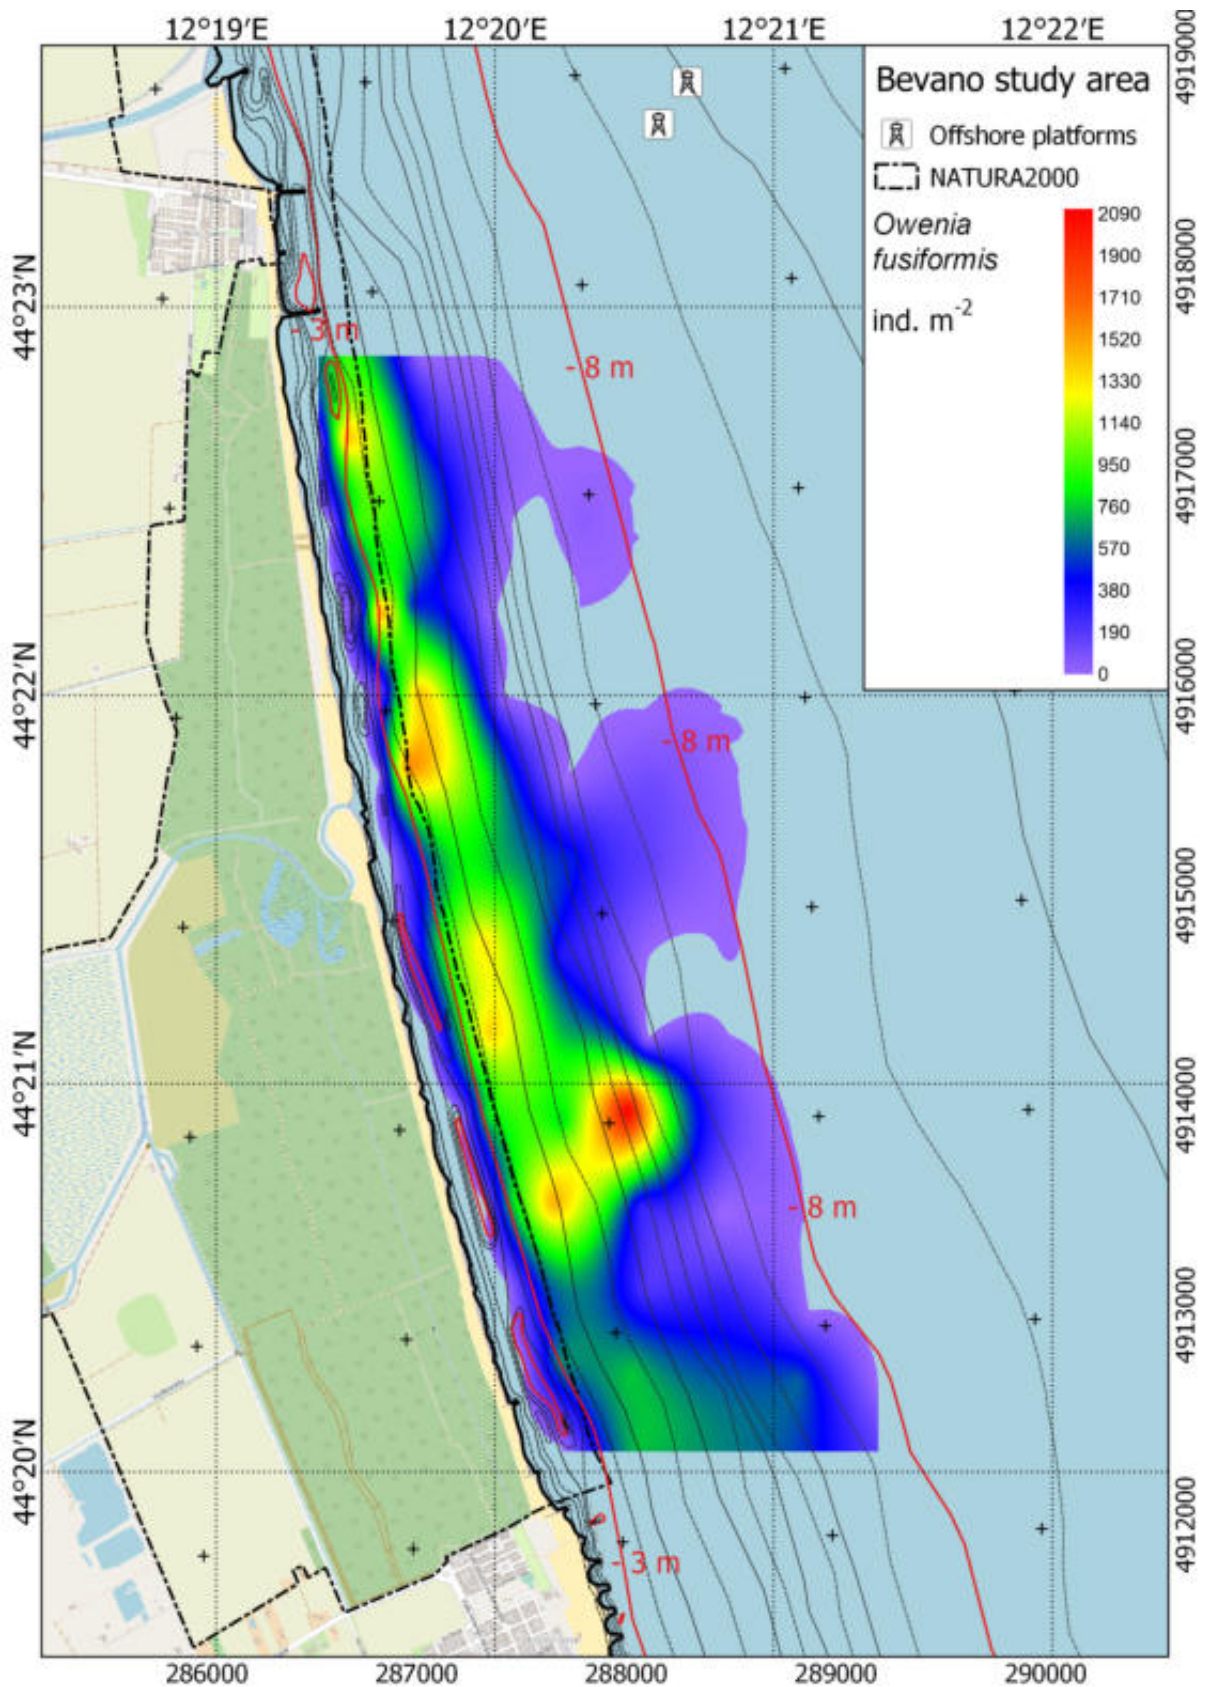 12°19′E
12°20′E
12°21′E
12°22′E
4919000
Bevano study area
Offshore platforms
NATURA2000
Owenia
fusiformis
ind. m⁻²
2090
1900
1710
1520
1330
1140
950
760
570
380
190
0
4918000
44°23′N
- 3 m
- 8 m
4917000
44°22′N
4916000
- 8 m
4915000
44°21′N
4914000
- 8 m
4913000
44°20′N
4912000
- 3 m
286000
287000
288000
289000
290000